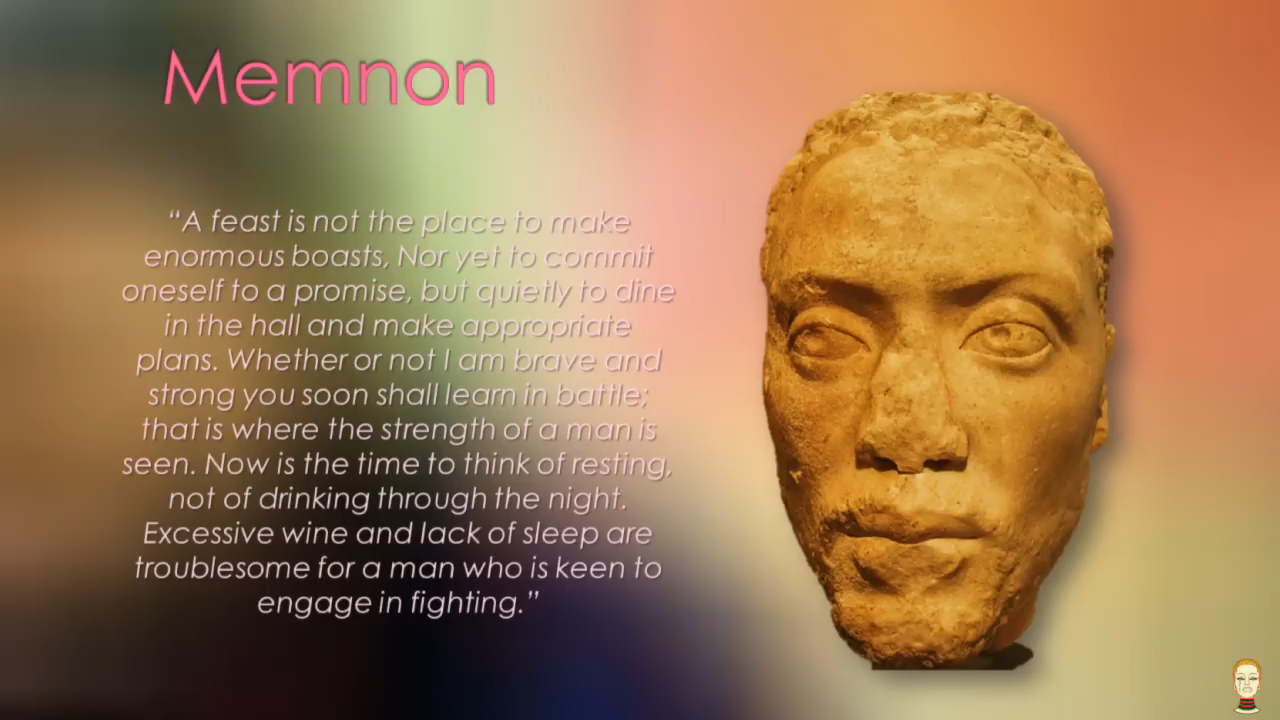 Memnon
“A feast is not the place to make
enormous boasts, Nor yet to commit
oneself to a promise, but quietly to dine
in the hall and make appropriate
plans. Whether or not I am brave and
strong you soon shall learn in battle;
that is where the strength of a man is
seen. Now is the time to think of resting,
not of drinking through the night.
Excessive wine and lack of sleep are
troublesome for a man who is keen to
engage in fighting.”